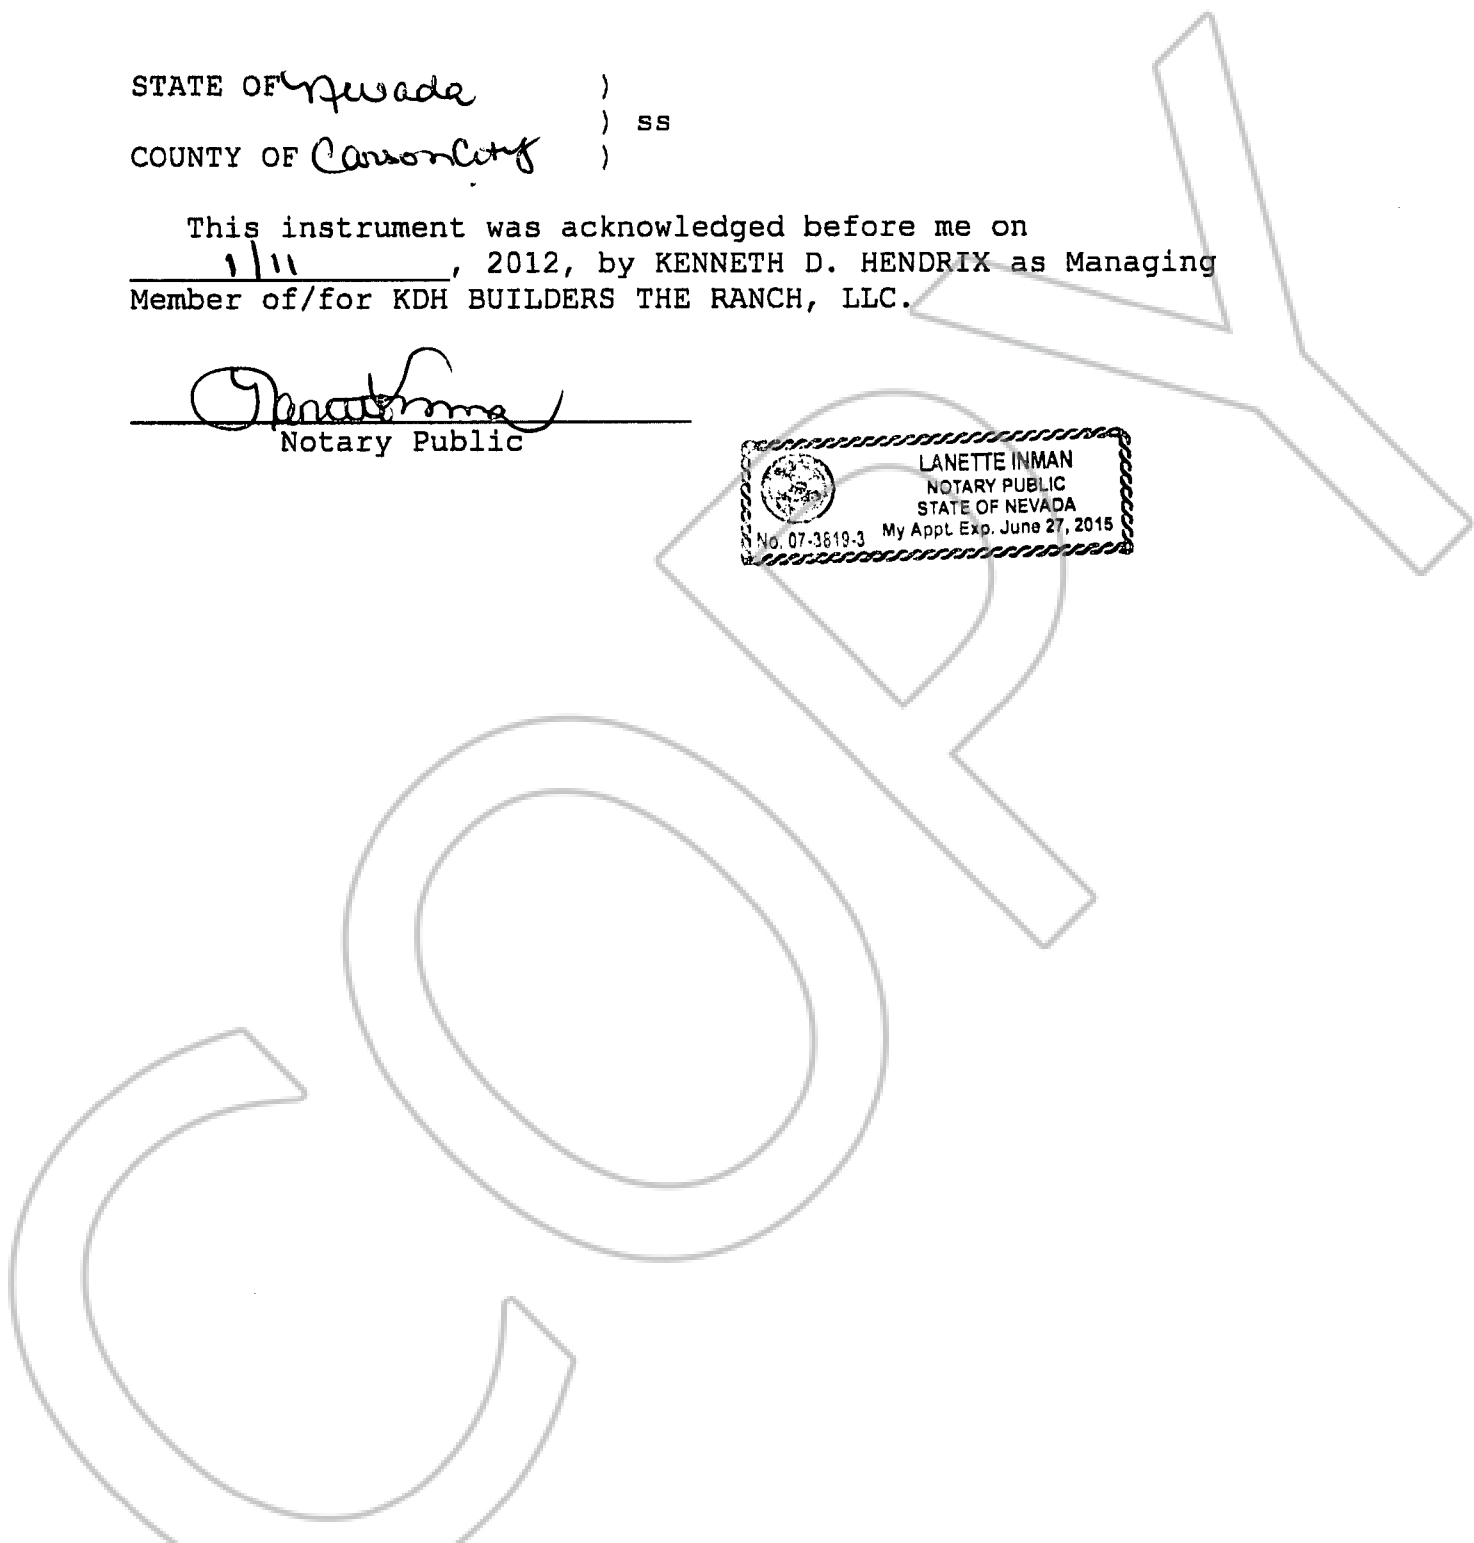 STATE OF Nevada )
) ss
COUNTY OF Carson City )
This instrument was acknowledged before me on
1/11, 2012, by KENNETH D. HENDRIX as Managing
Member of/for KDH BUILDERS THE RANCH, LLC.
Lanette Inman
Notary Public
LANETTE INMAN
NOTARY PUBLIC
STATE OF NEVADA
No. 07-3819-3 My Appt. Exp. June 27, 2015
COPY